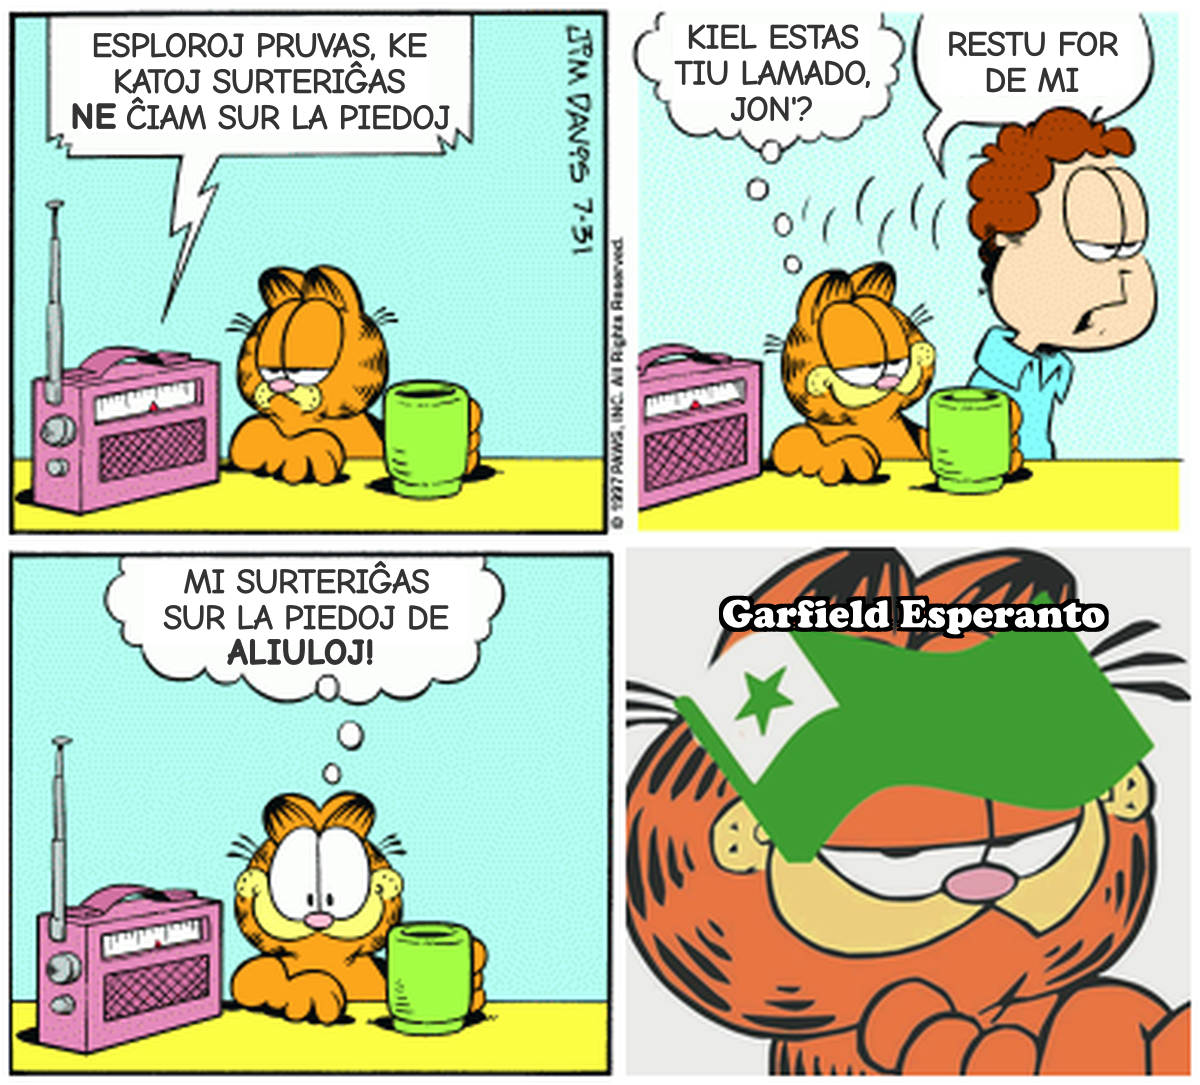 ESPLOROJ PRUVAS, KE
KATOJ SURTERIĜAS
NE ĈIAM SUR LA PIEDOJ
JIM DAVIS 7-31
© 1997 PAWS, INC. All Rights Reserved.
KIEL ESTAS
TIU LAMADO,
JON'?
RESTU FOR
DE MI
MI SURTERIĜAS
SUR LA PIEDOJ DE
ALIULOJ!
Garfield Esperanto